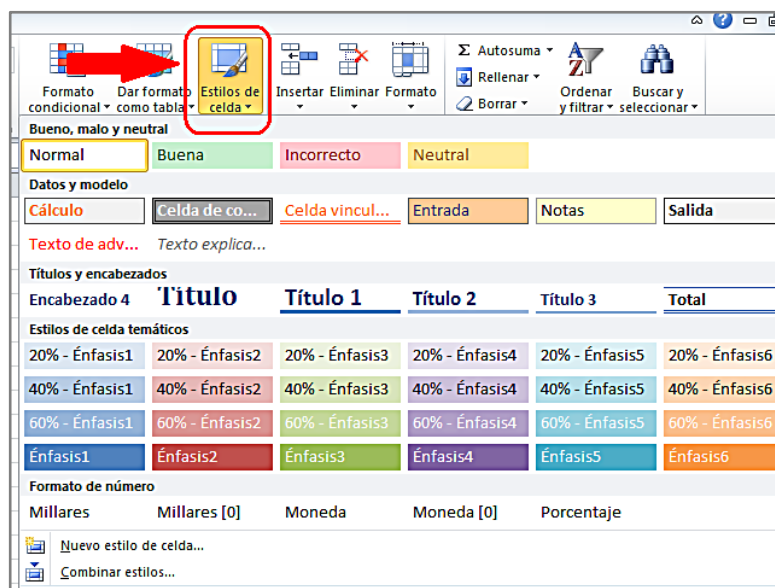 Σ Autosuma
Rellenar
Borrar
Formato condicional
Dar formato como tabla
Estilos de celda
Insertar
Eliminar
Formato
Ordenar y filtrar
Buscar y seleccionar
Bueno, malo y neutral
Normal Buena Incorrecto Neutral
Datos y modelo
Cálculo Celda de co... Celda vincul... Entrada Notas Salida
Texto de adv... Texto explica...
Títulos y encabezados
Encabezado 4 Título Título 1 Título 2 Título 3 Total
Estilos de celda temáticos
20% - Énfasis1 20% - Énfasis2 20% - Énfasis3 20% - Énfasis4 20% - Énfasis5 20% - Énfasis6
40% - Énfasis1 40% - Énfasis2 40% - Énfasis3 40% - Énfasis4 40% - Énfasis5 40% - Énfasis6
60% - Énfasis1 60% - Énfasis2 60% - Énfasis3 60% - Énfasis4 60% - Énfasis5 60% - Énfasis6
Énfasis1 Énfasis2 Énfasis3 Énfasis4 Énfasis5 Énfasis6
Formato de número
Millares Millares [0] Moneda Moneda [0] Porcentaje
Nuevo estilo de celda...
Combinar estilos...